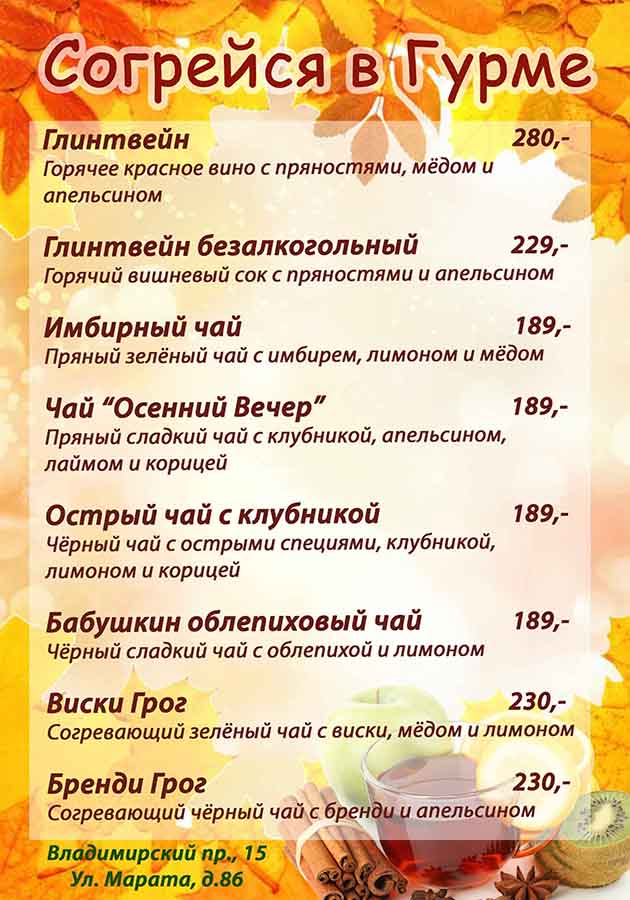 Согрейся в Гурме
Глинтвейн 280,-
Горячее красное вино с пряностями, мёдом и
апельсином
Глинтвейн безалкогольный 229,-
Горячий вишневый сок с пряностями и апельсином
Имбирный чай 189,-
Пряный зелёный чай с имбирем, лимоном и мёдом
Чай “Осенний Вечер” 189,-
Пряный сладкий чай с клубникой, апельсином,
лаймом и корицей
Острый чай с клубникой 189,-
Чёрный чай с острыми специями, клубникой,
лимоном и корицей
Бабушкин облепиховый чай 189,-
Чёрный сладкий чай с облепихой и лимоном
Виски Грог 230,-
Согревающий зелёный чай с виски, мёдом и лимоном
Бренди Грог 230,-
Согревающий чёрный чай с бренди и апельсином
Владимирский пр., 15
Ул. Марата, д.86